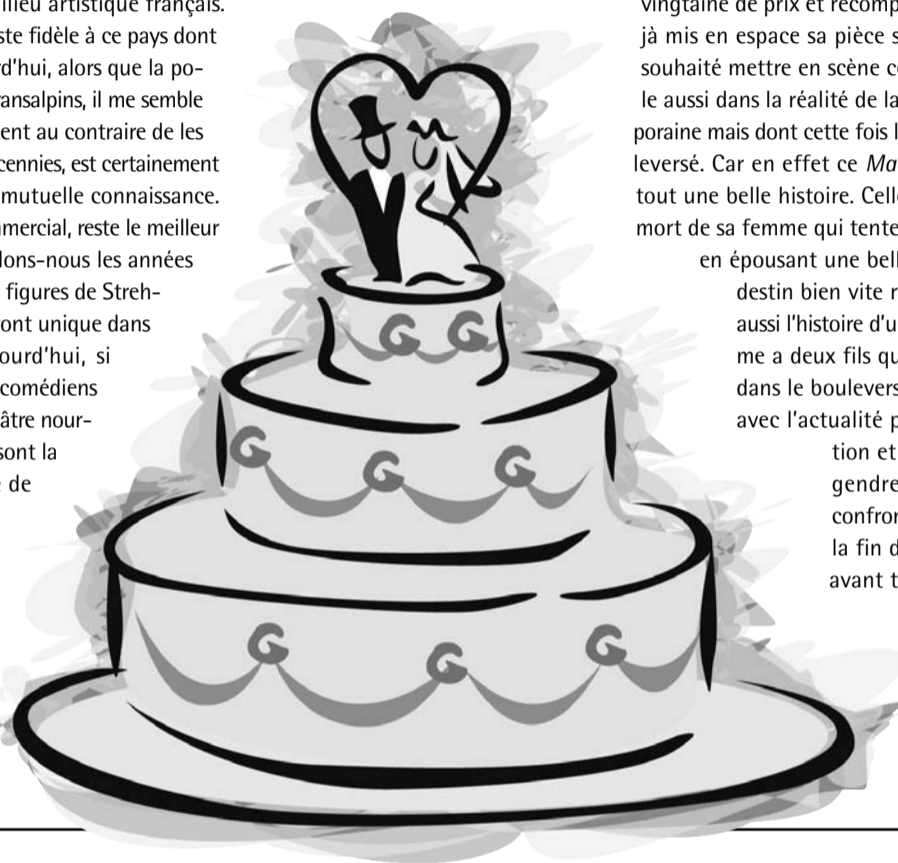 milieu artistique français.
ste fidèle à ce pays dont
rd'hui, alors que la po-
ransalpins, il me semble
ent au contraire de les
cennies, est certainement
mutuelle connaissance.
mercial, reste le meilleur
lons-nous les années
figures de Streh-
ont unique dans
ourd'hui, si
comédiens
âtre nour-
sont la
de
vingtaine de prix et récomp
jà mis en espace sa pièce s
souhaité mettre en scène c
le aussi dans la réalité de la
poraine mais dont cette fois l
leversé. Car en effet ce Ma
tout une belle histoire. Cell
mort de sa femme qui tente
en épousant une bell
destin bien vite r
aussi l'histoire d'u
me a deux fils qu
dans le boulevers
avec l'actualité p
tion et
gendre
confron
la fin d
avant t
G G
G G G
G G G